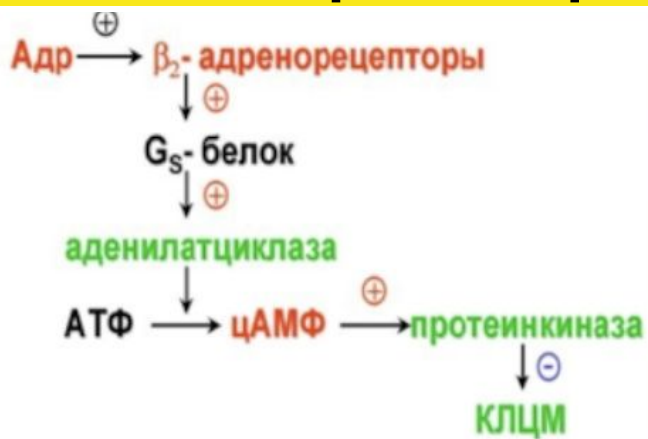 Адр ⊕ → β₂- адренорецепторы
↓ ⊕
Gs- белок
↓ ⊕
аденилатциклаза
↓
АТФ → цАМФ ⊕ → протеинкиназа
↓ ⊖
КЛЦМ